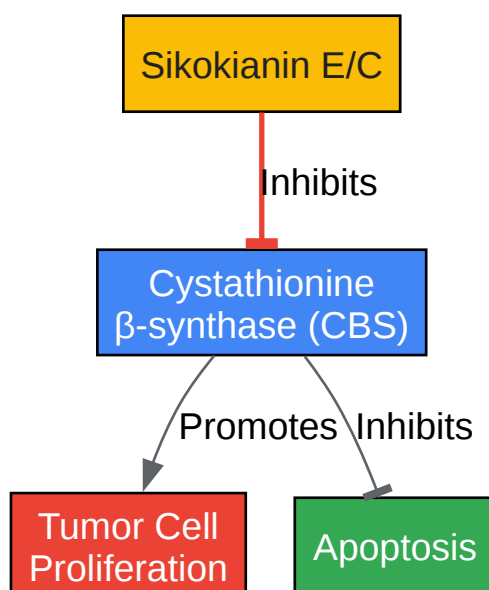 Sikokianin E/C
Inhibits
Cystathionine
β-synthase (CBS)
Promotes
Inhibits
Tumor Cell
Proliferation
Apoptosis